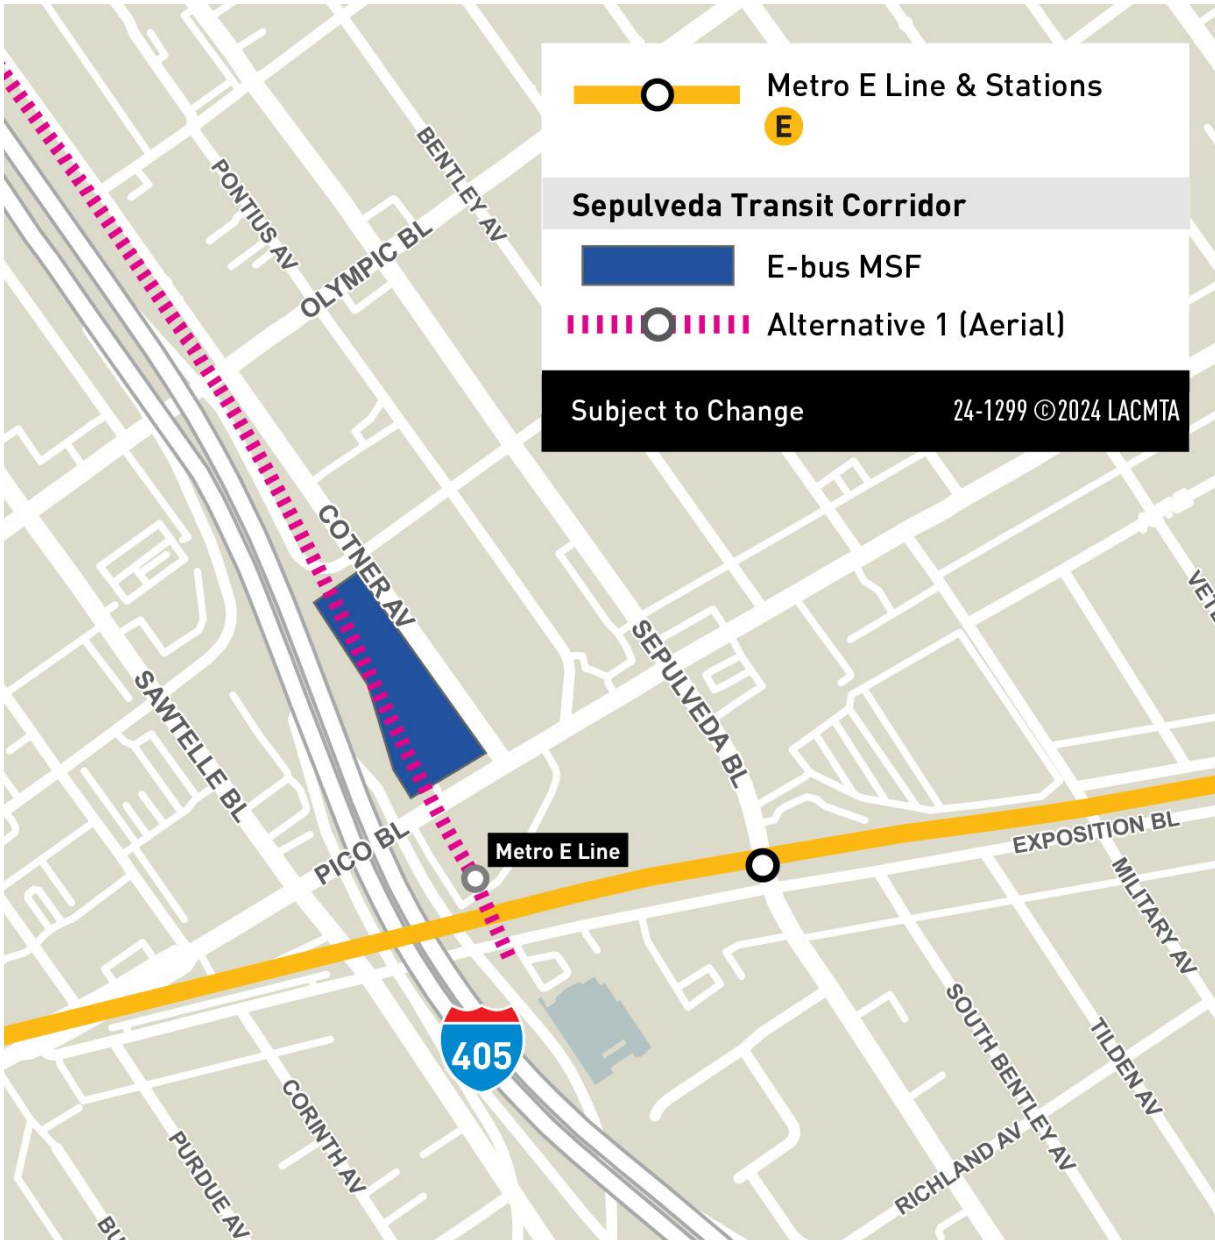 Metro E Line & Stations
E
Sepulveda Transit Corridor
E-bus MSF
Alternative 1 (Aerial)
Subject to Change
24-1299 ©2024 LACMTA
BENTLEY AV
PONTIUS AV
OLYMPIC BL
COTNER AV
SEPULVEDA BL
SAWTELLE BL
PICO BL
Metro E Line
EXPOSITION BL
MILITARY AV
405
SOUTH BENTLEY AV
TILDEN AV
CORINTH AV
PURDUE AV
RICHLAND AV